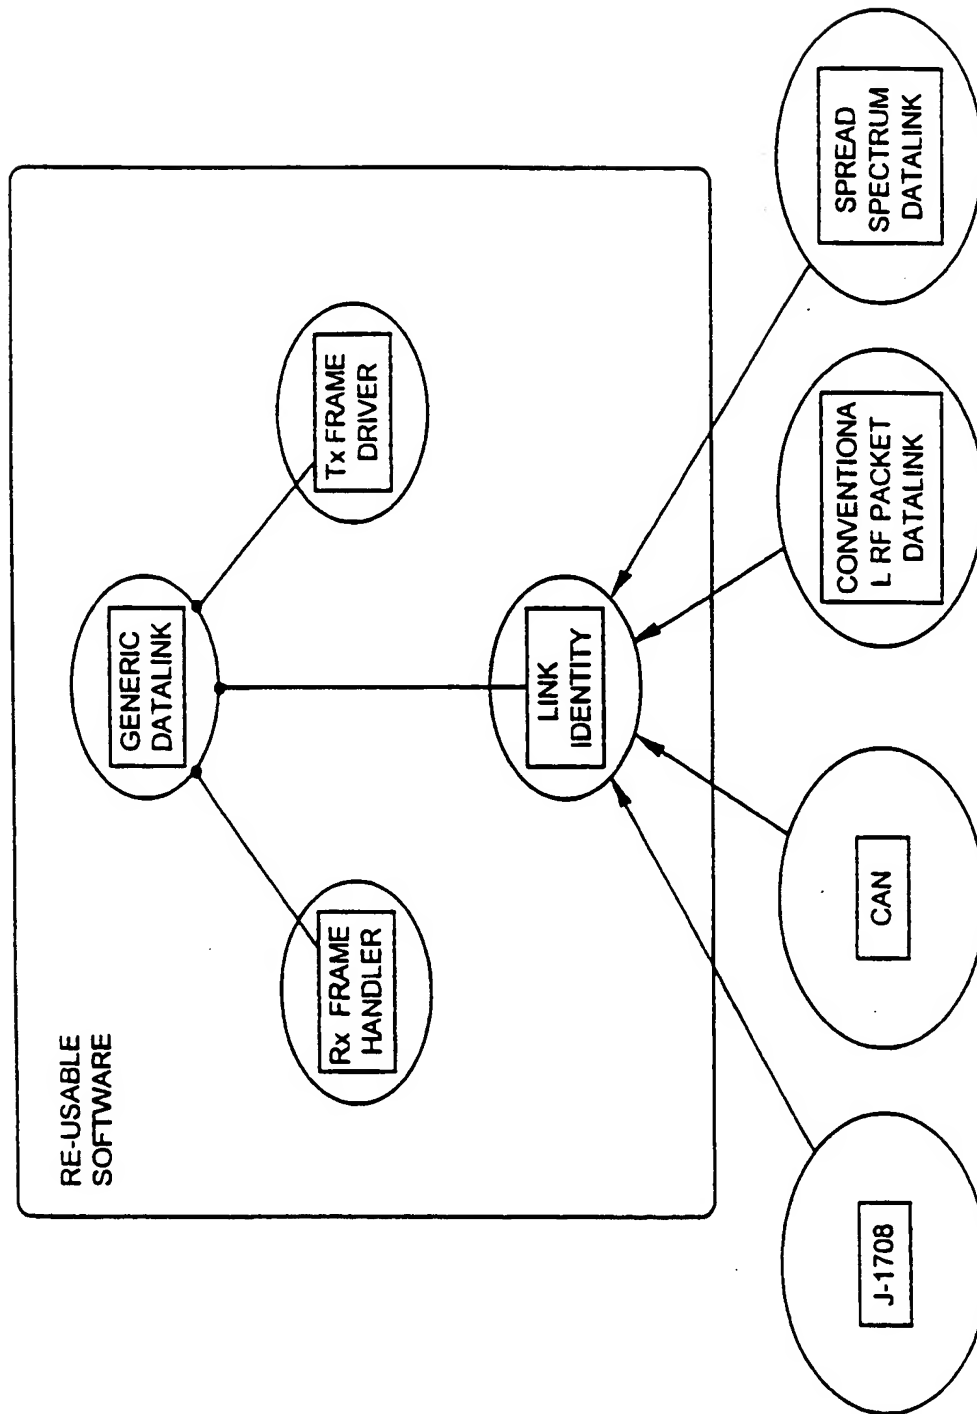 RE-USABLE
SOFTWARE
GENERIC
DATALINK
Rx FRAME
HANDLER
Tx FRAME
DRIVER
LINK
IDENTITY
J-1708
CAN
CONVENTIONA
L RF PACKET
DATALINK
SPREAD
SPECTRUM
DATALINK